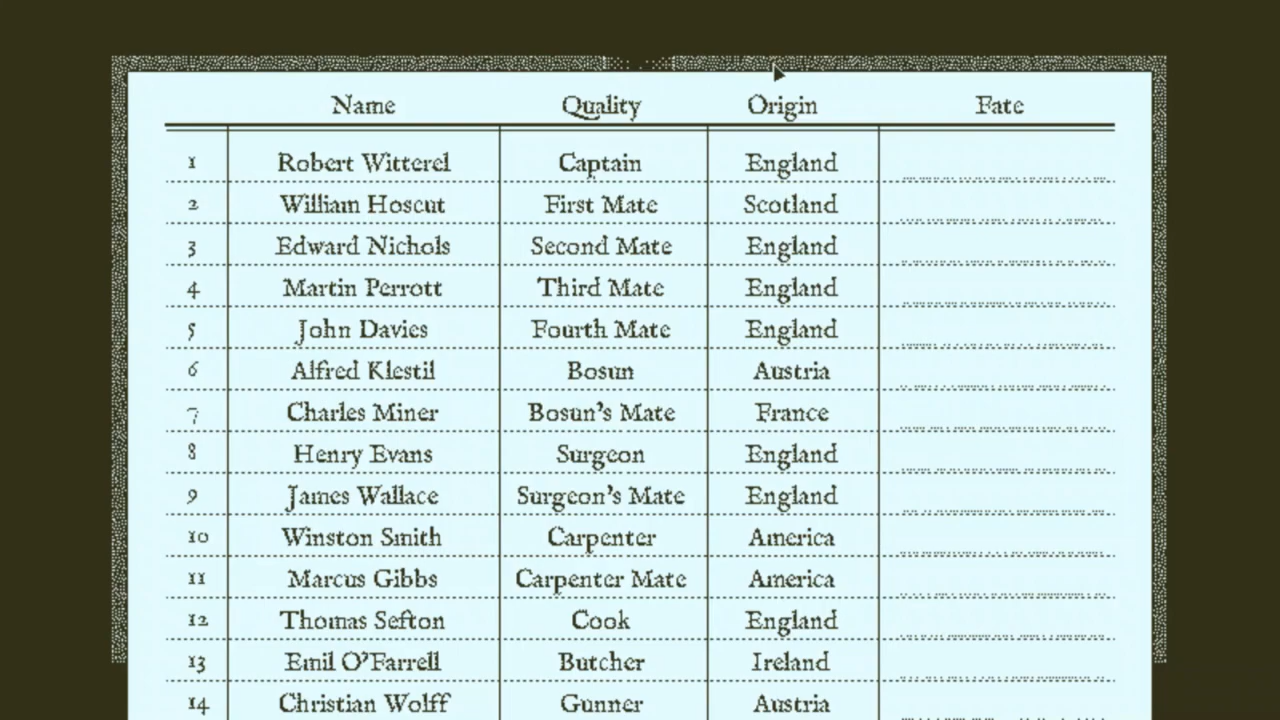 Name Quality Origin Fate
1 Robert Witterel Captain England
2 William Hoscut First Mate Scotland
3 Edward Nichols Second Mate England
4 Martin Perrott Third Mate England
5 John Davies Fourth Mate England
6 Alfred Klestil Bosun Austria
7 Charles Miner Bosun's Mate France
8 Henry Evans Surgeon England
9 James Wallace Surgeon's Mate England
10 Winston Smith Carpenter America
11 Marcus Gibbs Carpenter Mate America
12 Thomas Sefton Cook England
13 Emil O'Farrell Butcher Ireland
14 Christian Wolff Gunner Austria